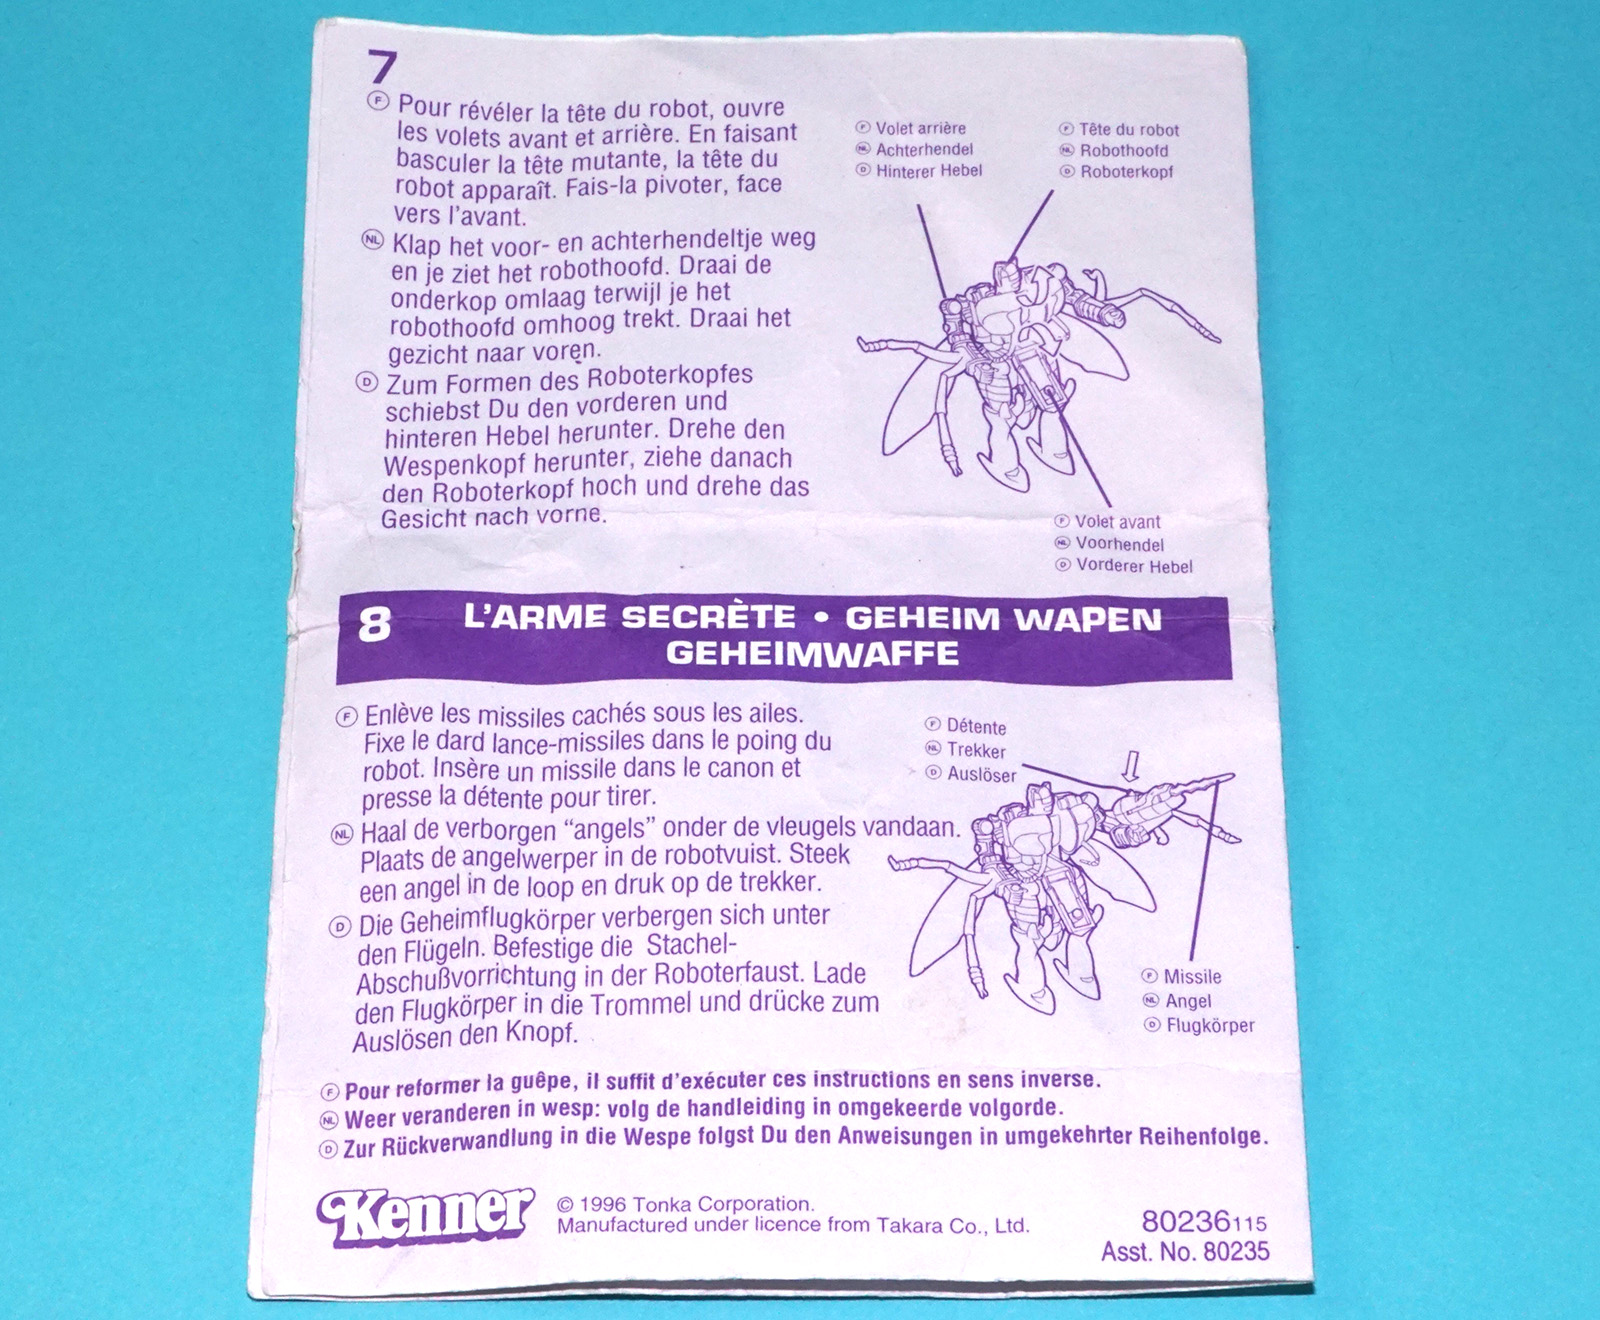 7
F Pour révéler la tête du robot, ouvre
les volets avant et arrière. En faisant
basculer la tête mutante, la tête du
robot apparaît. Fais-la pivoter, face
vers l'avant.
NL Klap het voor- en achterhendeltje weg
en je ziet het robothoofd. Draai de
onderkop omlaag terwijl je het
robothoofd omhoog trekt. Draai het
gezicht naar voren.
D Zum Formen des Roboterkopfes
schiebst Du den vorderen und
hinteren Hebel herunter. Drehe den
Wespenkopf herunter, ziehe danach
den Roboterkopf hoch und drehe das
Gesicht nach vorne.
F Volet arrière
NL Achterhendel
D Hinterer Hebel
F Tête du robot
NL Robothoofd
D Roboterkopf
F Volet avant
NL Voorhendel
D Vorderer Hebel
8 L'ARME SECRÈTE • GEHEIM WAPEN
GEHEIMWAFFE
F Enlève les missiles cachés sous les ailes.
Fixe le dard lance-missiles dans le poing du
robot. Insère un missile dans le canon et
presse la détente pour tirer.
NL Haal de verborgen “angels” onder de vleugels vandaan.
Plaats de angelwerper in de robotvuist. Steek
een angel in de loop en druk op de trekker.
D Die Geheimflugkörper verbergen sich unter
den Flügeln. Befestige die Stachel-
Abschußvorrichtung in der Roboterfaust. Lade
den Flugkörper in die Trommel und drücke zum
Auslösen den Knopf.
F Détente
NL Trekker
D Auslöser
F Missile
NL Angel
D Flugkörper
F Pour reformer la guêpe, il suffit d'exécuter ces instructions en sens inverse.
NL Weer veranderen in wesp: volg de handleiding in omgekeerde volgorde.
D Zur Rückverwandlung in die Wespe folgst Du den Anweisungen in umgekehrter Reihenfolge.
Kenner
© 1996 Tonka Corporation.
Manufactured under licence from Takara Co., Ltd.
80236115
Asst. No. 80235